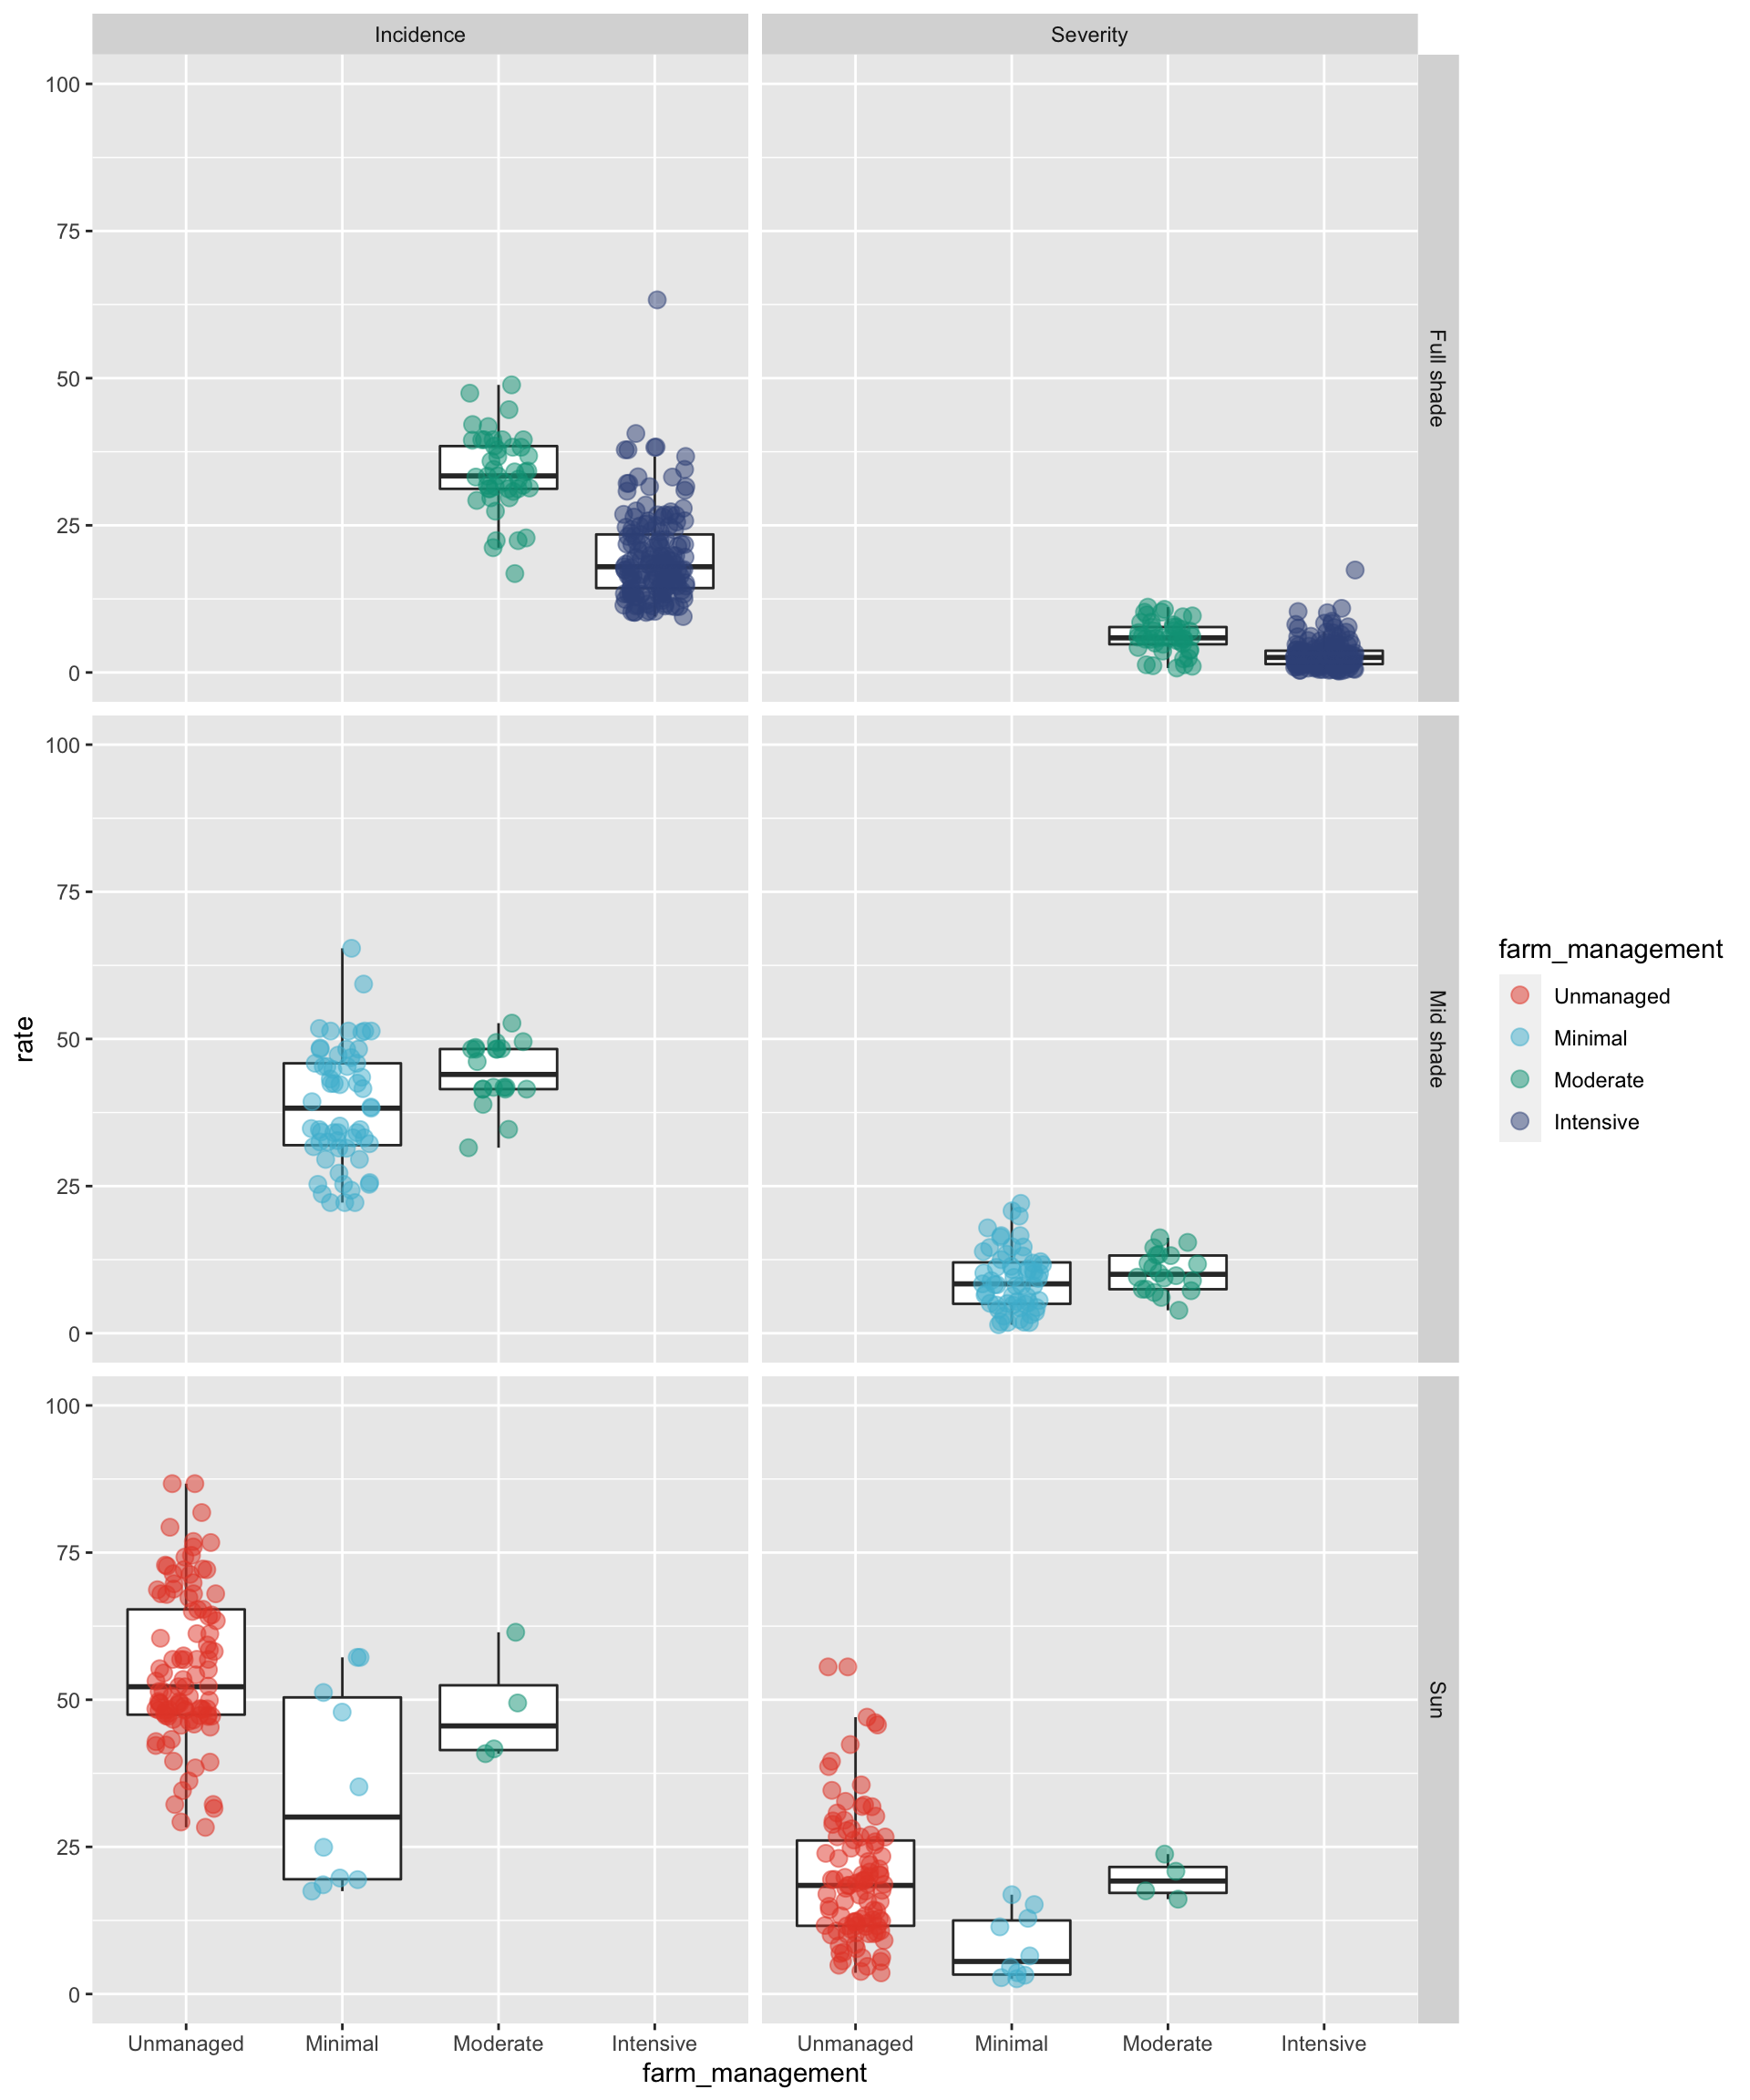 Incidence
Severity
100
75
50
25
0
Full shade
100
75
50
25
0
Mid shade
100
75
50
25
0
Sun
rate
Unmanaged
Minimal
Moderate
Intensive
Unmanaged
Minimal
Moderate
Intensive
farm_management
farm_management
Unmanaged
Minimal
Moderate
Intensive